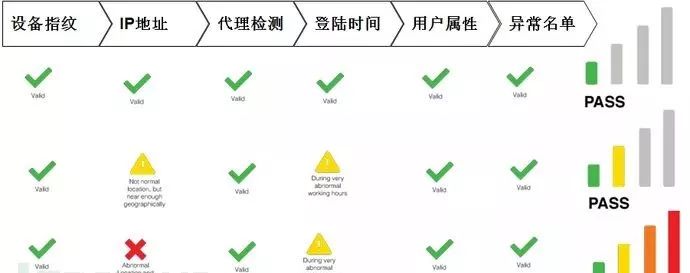 设备指纹
IP地址
代理检测
登陆时间
用户属性
异常名单
Valid
Valid
Valid
Valid
Valid
Valid
PASS
Valid
Not normal
location, but
near enough
geographically
Valid
During very
abnormal
working hours
Valid
Valid
PASS
Valid
Abnormal
Valid
During very
abnormal
Valid
Valid